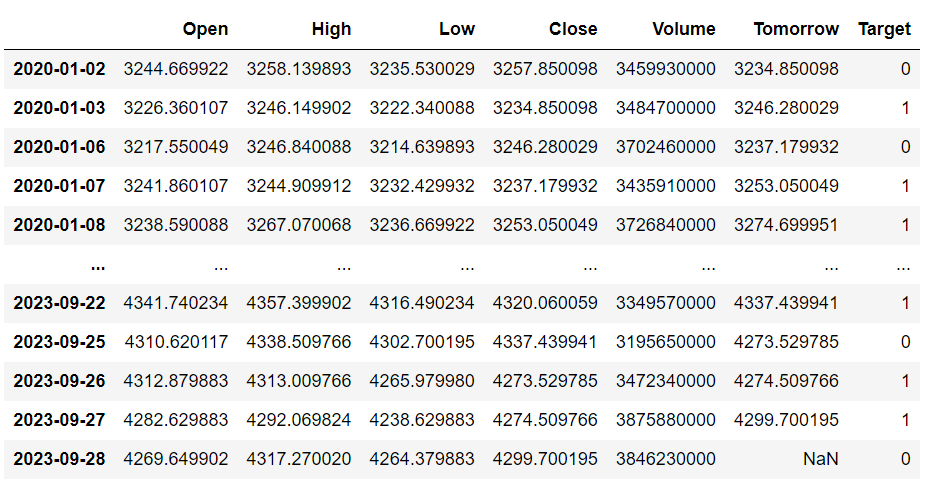 Open High Low Close Volume Tomorrow Target
2020-01-02 3244.669922 3258.139893 3235.530029 3257.850098 3459930000 3234.850098 0
2020-01-03 3226.360107 3246.149902 3222.340088 3234.850098 3484700000 3246.280029 1
2020-01-06 3217.550049 3246.840088 3214.639893 3246.280029 3702460000 3237.179932 0
2020-01-07 3241.860107 3244.909912 3232.429932 3237.179932 3435910000 3253.050049 1
2020-01-08 3238.590088 3267.070068 3236.669922 3253.050049 3726840000 3274.699951 1
... ... ... ... ... ... ... ...
2023-09-22 4341.740234 4357.399902 4316.490234 4320.060059 3349570000 4337.439941 1
2023-09-25 4310.620117 4338.509766 4302.700195 4337.439941 3195650000 4273.529785 0
2023-09-26 4312.879883 4313.009766 4265.979980 4273.529785 3472340000 4274.509766 1
2023-09-27 4282.629883 4292.069824 4238.629883 4274.509766 3875880000 4299.700195 1
2023-09-28 4269.649902 4317.270020 4264.379883 4299.700195 3846230000 NaN 0